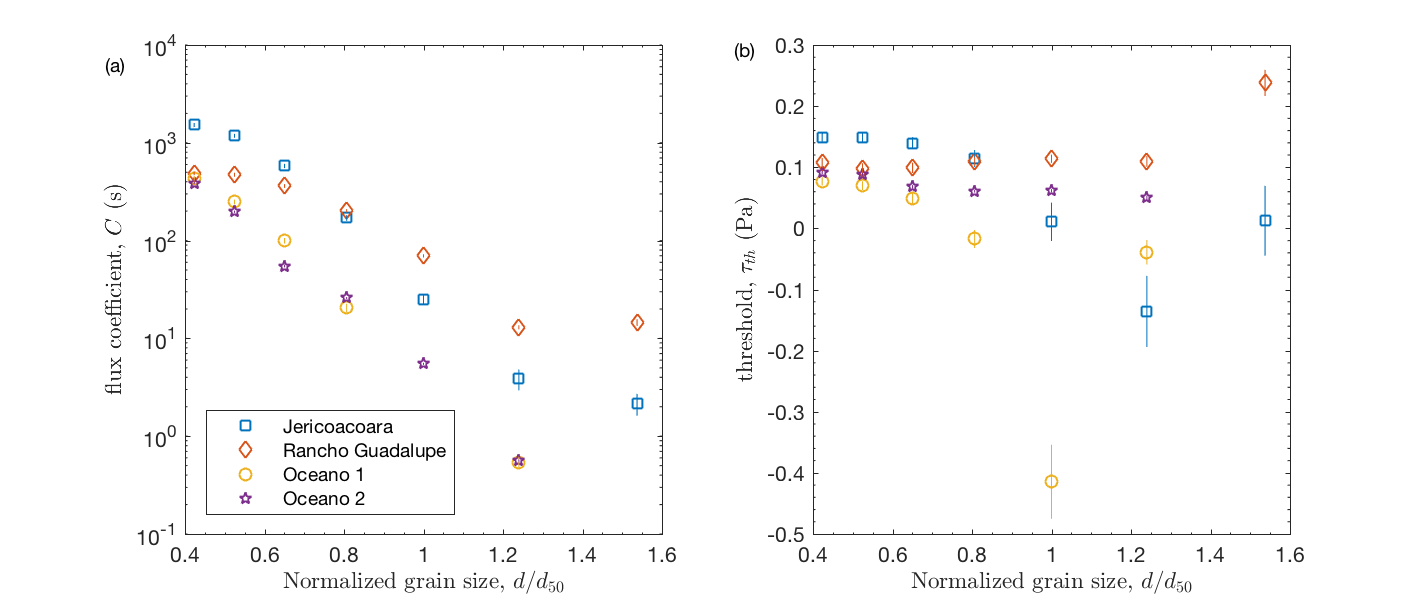 (a)
10^4
10^3
10^2
10^1
10^0
10^-1
flux coefficient, C (s)
Jericoacoara
Rancho Guadalupe
Oceano 1
Oceano 2
0.4 0.6 0.8 1 1.2 1.4 1.6
Normalized grain size, d/d_50
(b)
0.3
0.2
0.1
0
-0.1
-0.2
-0.3
-0.4
-0.5
threshold, τ_th (Pa)
0.4 0.6 0.8 1 1.2 1.4 1.6
Normalized grain size, d/d_50